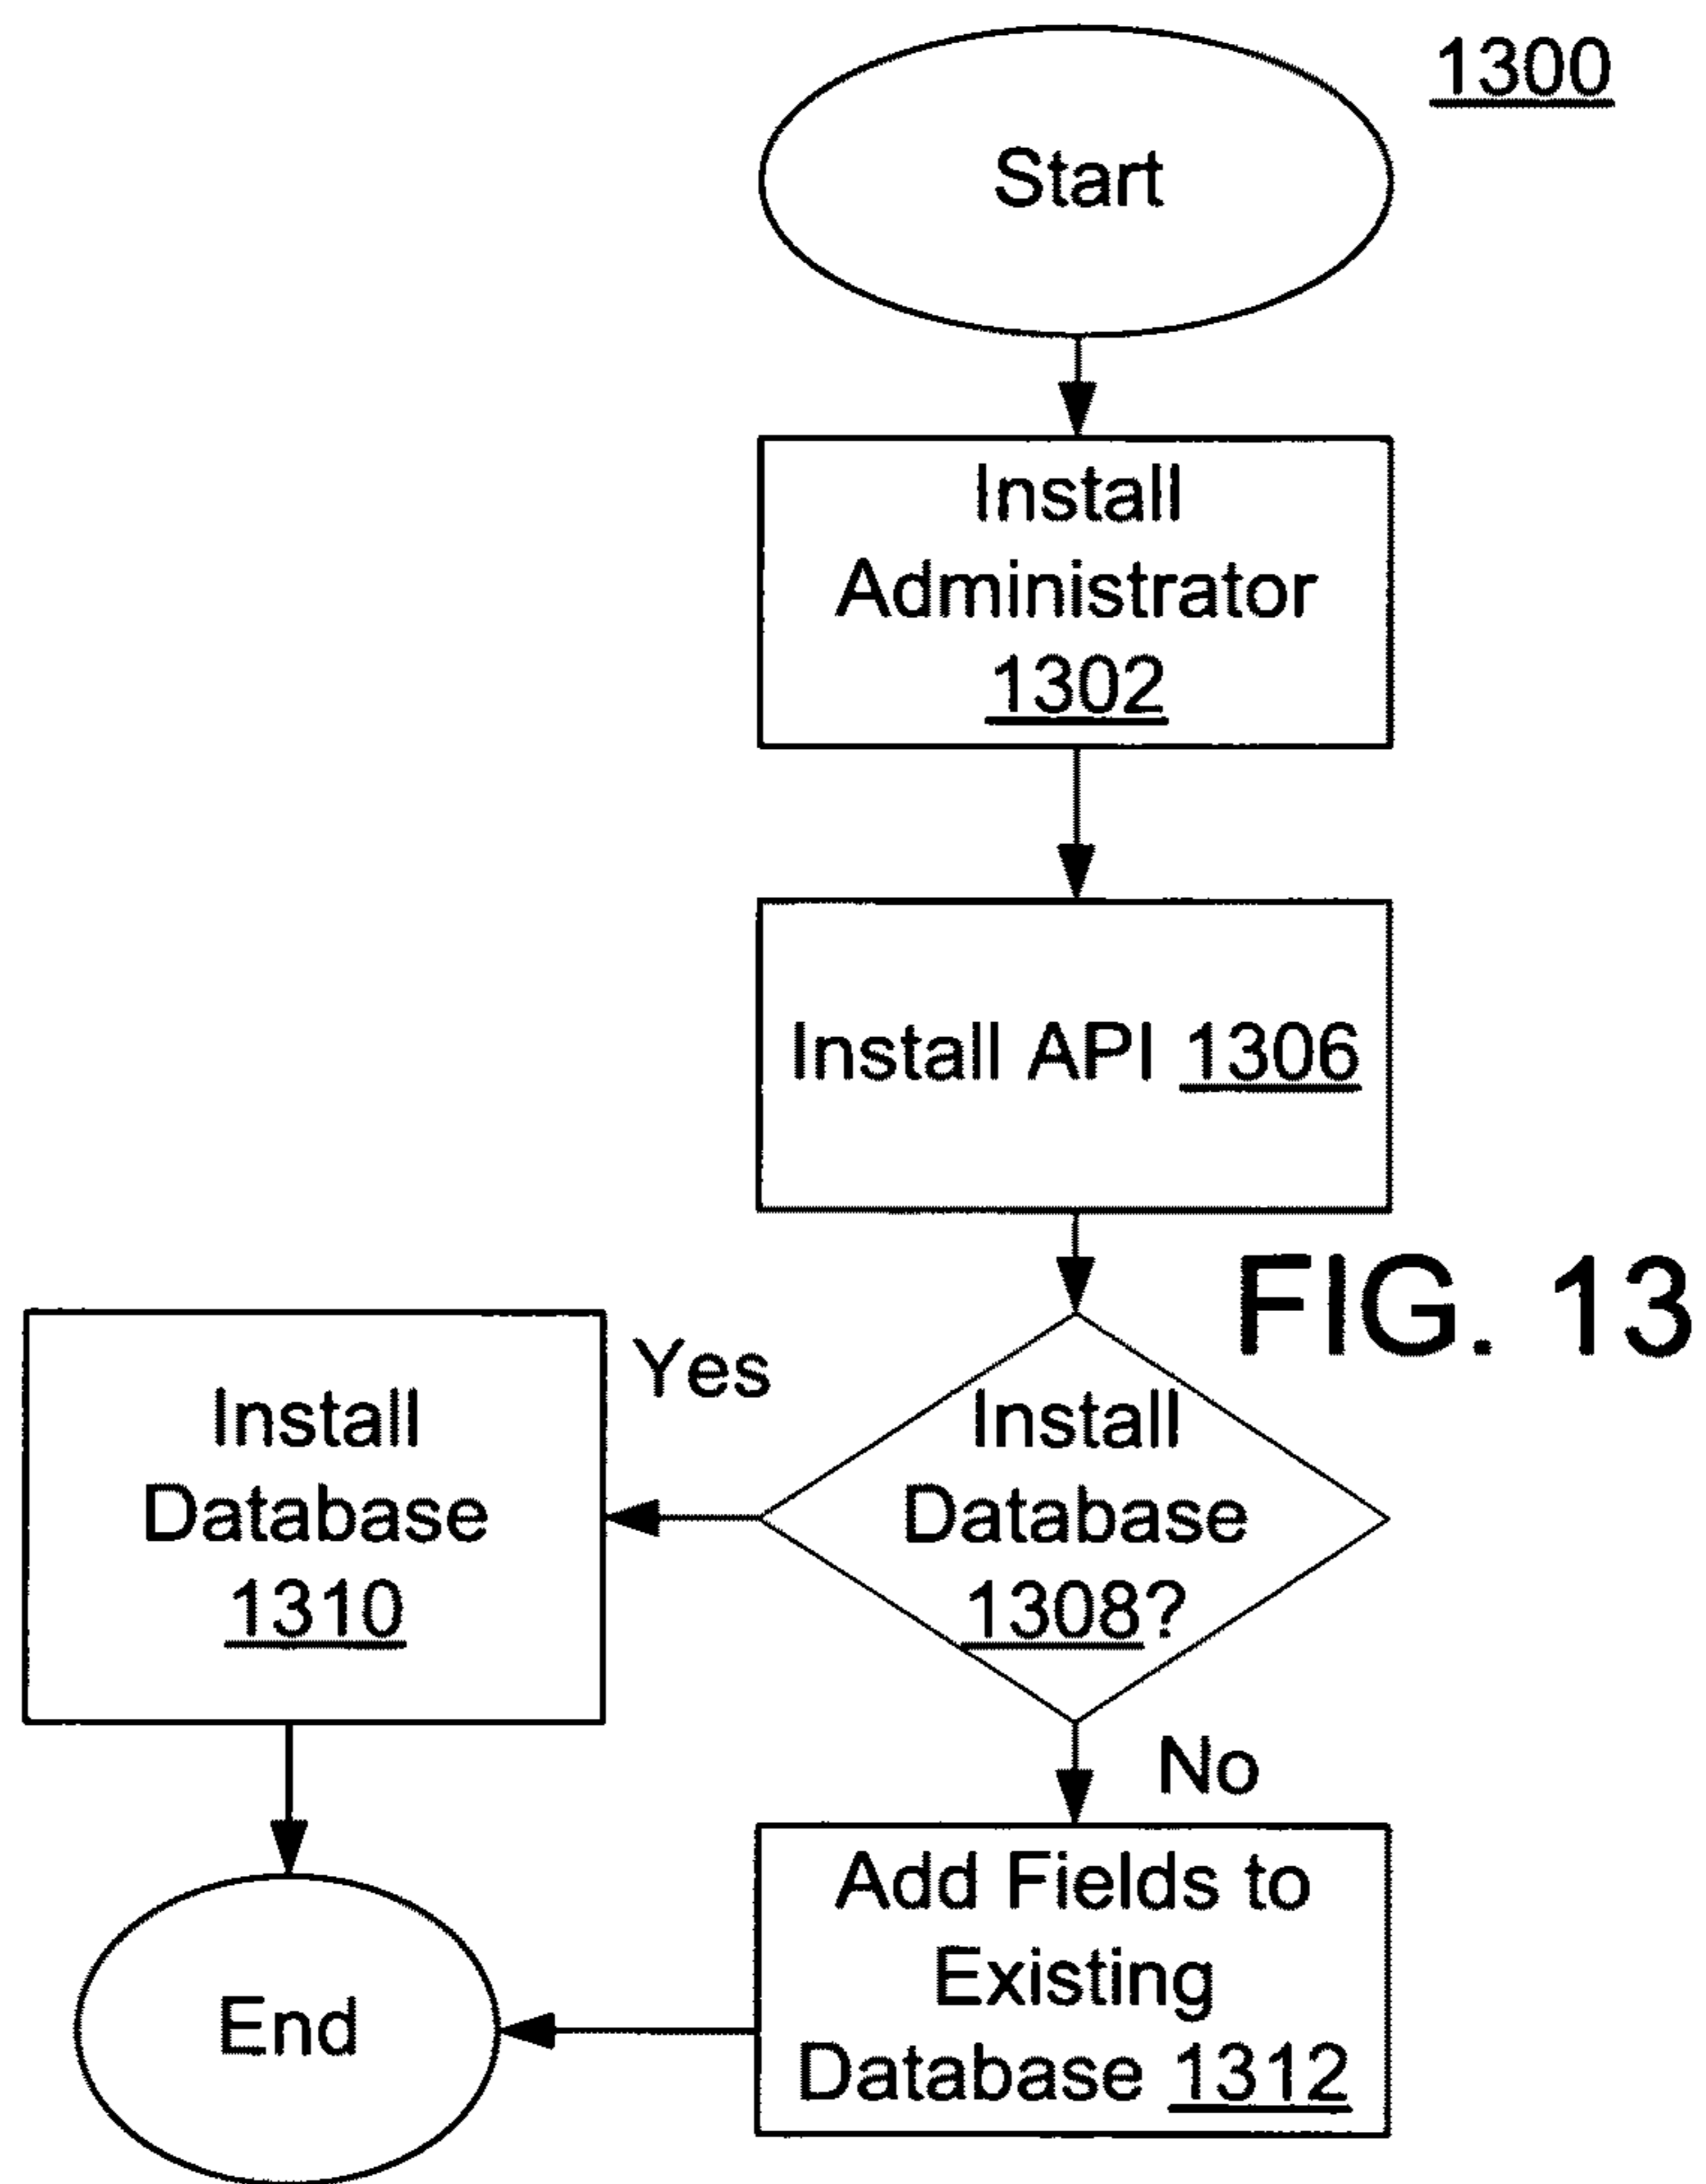 1300
Start
Install
Administrator
1302
Install API 1306
FIG. 13
Yes
Install
Database
1308?
Install
Database
1310
No
Add Fields to
Existing
Database 1312
End